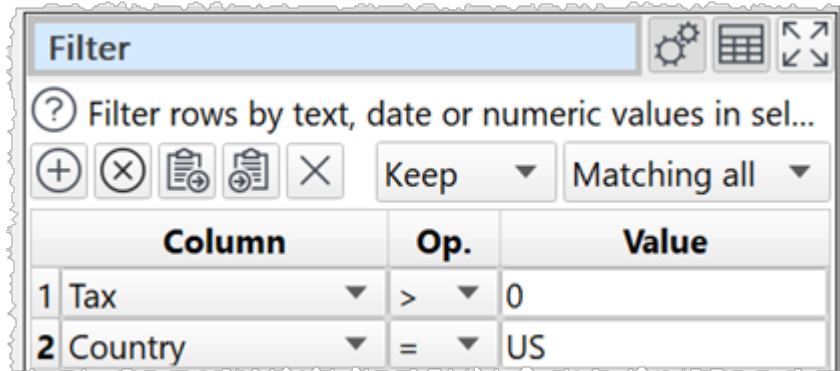 Filter
? Filter rows by text, date or numeric values in sel...
Keep Matching all
Column Op. Value
1 Tax > 0
2 Country = US